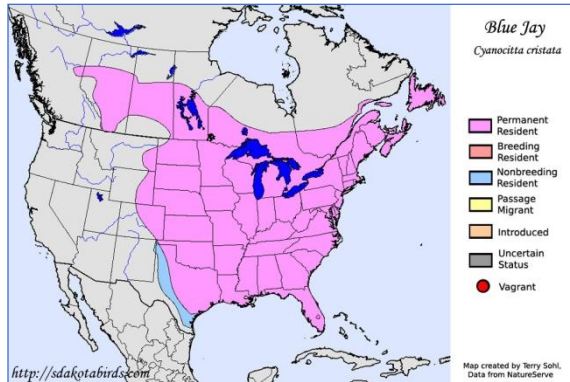 Blue Jay
Cyanocitta cristata
Permanent
Resident
Breeding
Resident
Nonbreeding
Resident
Passage
Migrant
Introduced
Uncertain
Status
Vagrant
http://sdakotabirds.com
Map created by Terry Sohl,
Data from NatureServe